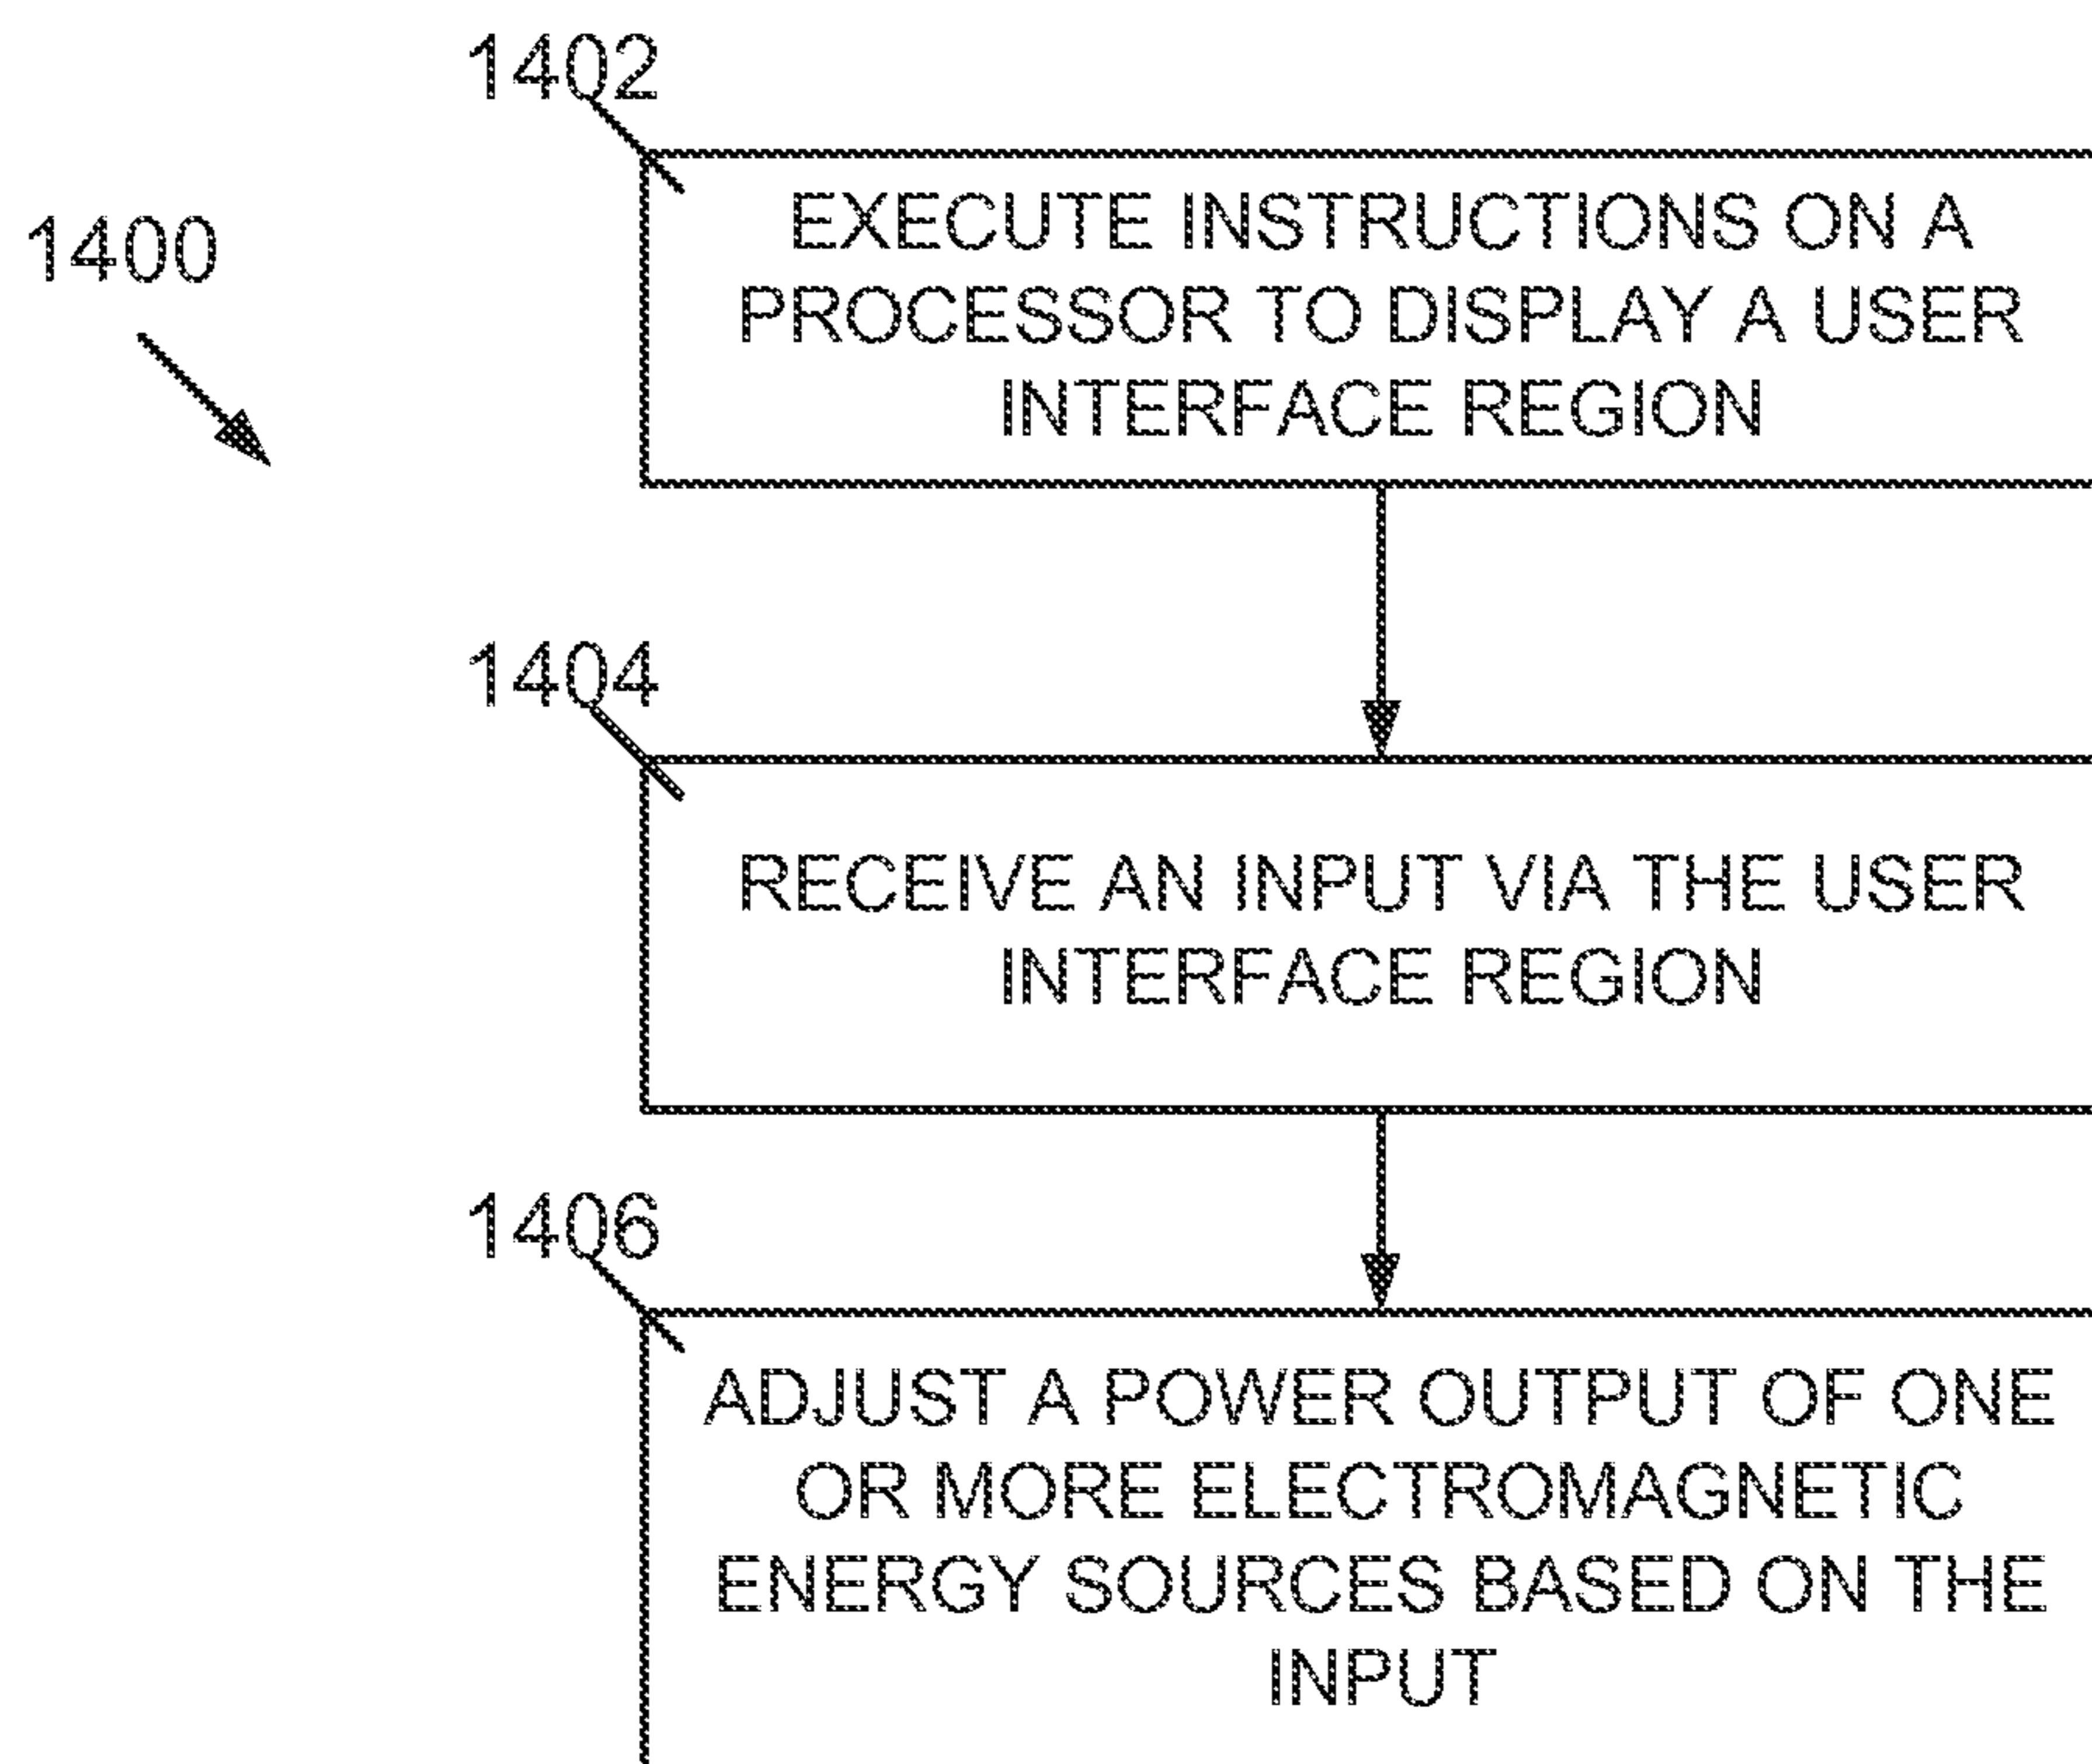 1402
1400
EXECUTE INSTRUCTIONS ON A
PROCESSOR TO DISPLAY A USER
INTERFACE REGION
1404
RECEIVE AN INPUT VIA THE USER
INTERFACE REGION
1406
ADJUST A POWER OUTPUT OF ONE
OR MORE ELECTROMAGNETIC
ENERGY SOURCES BASED ON THE
INPUT